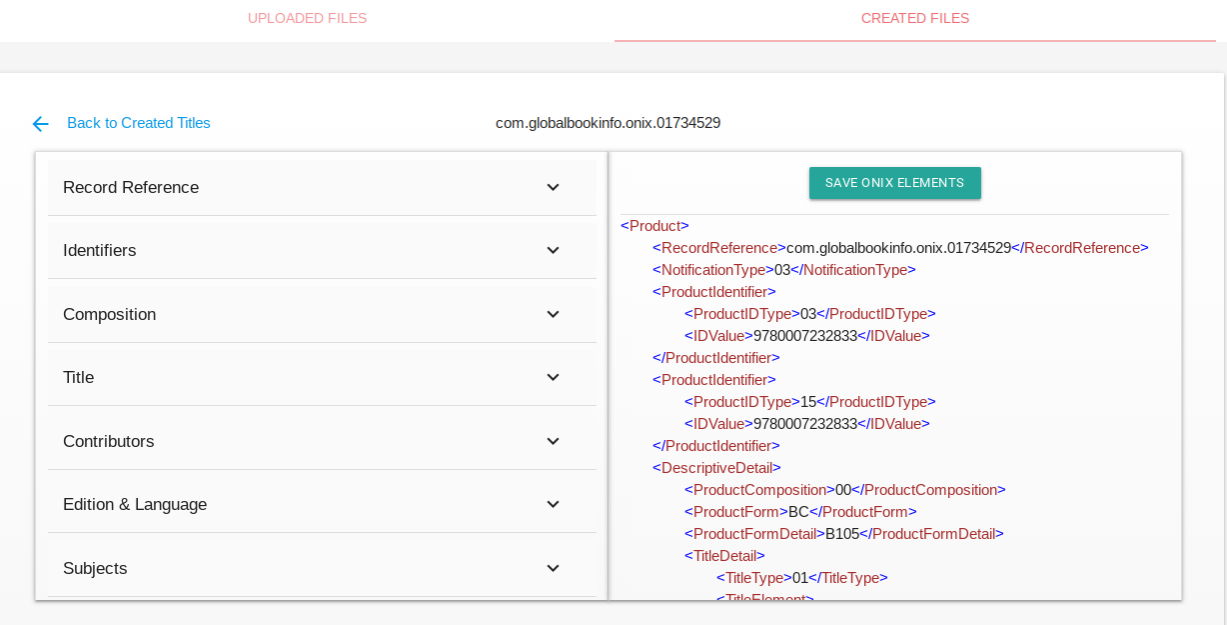 UPLOADED FILES
CREATED FILES
Back to Created Titles
com.globalbookinfo.onix.01734529
Record Reference
Identifiers
Composition
Title
Contributors
Edition & Language
Subjects
SAVE ONIX ELEMENTS
<Product>
<RecordReference>com.globalbookinfo.onix.01734529</RecordReference>
<NotificationType>03</NotificationType>
<ProductIdentifier>
<ProductIDType>03</ProductIDType>
<IDValue>9780007232833</IDValue>
</ProductIdentifier>
<ProductIdentifier>
<ProductIDType>15</ProductIDType>
<IDValue>9780007232833</IDValue>
</ProductIdentifier>
<DescriptiveDetail>
<ProductComposition>00</ProductComposition>
<ProductForm>BC</ProductForm>
<ProductFormDetail>B105</ProductFormDetail>
<TitleDetail>
<TitleType>01</TitleType>
<TitleElement>